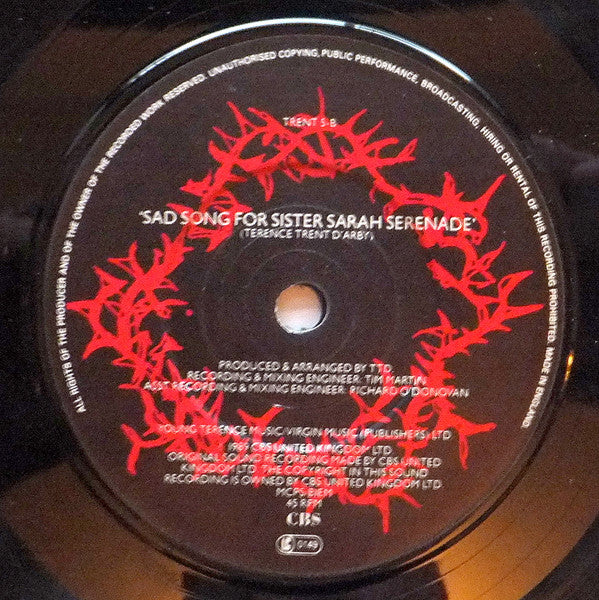 ALL RIGHTS OF THE PRODUCER AND OF THE OWNER OF THE RECORDED WORK RESERVED. UNAUTHORISED COPYING, PUBLIC PERFORMANCE, BROADCASTING, HIRING OR RENTAL OF THIS RECORDING PROHIBITED. MADE IN ENGLAND.
TRENT 5-B
'SAD SONG FOR SISTER SARAH SERENADE'
(TERENCE TRENT D'ARBY)
PRODUCED & ARRANGED BY TTD
RECORDING & MIXING ENGINEER: TIM MARTIN
ASST RECORDING & MIXING ENGINEER: RICHARD O'DONOVAN
YOUNG TERENCE MUSIC/VIRGIN MUSIC (PUBLISHERS) LTD
1989 CBS UNITED KINGDOM LTD
ORIGINAL SOUND RECORDING MADE BY CBS UNITED
KINGDOM LTD THE COPYRIGHT IN THIS SOUND
RECORDING IS OWNED BY CBS UNITED KINGDOM LTD
MCPS BIEM
45 RPM
CBS
0149